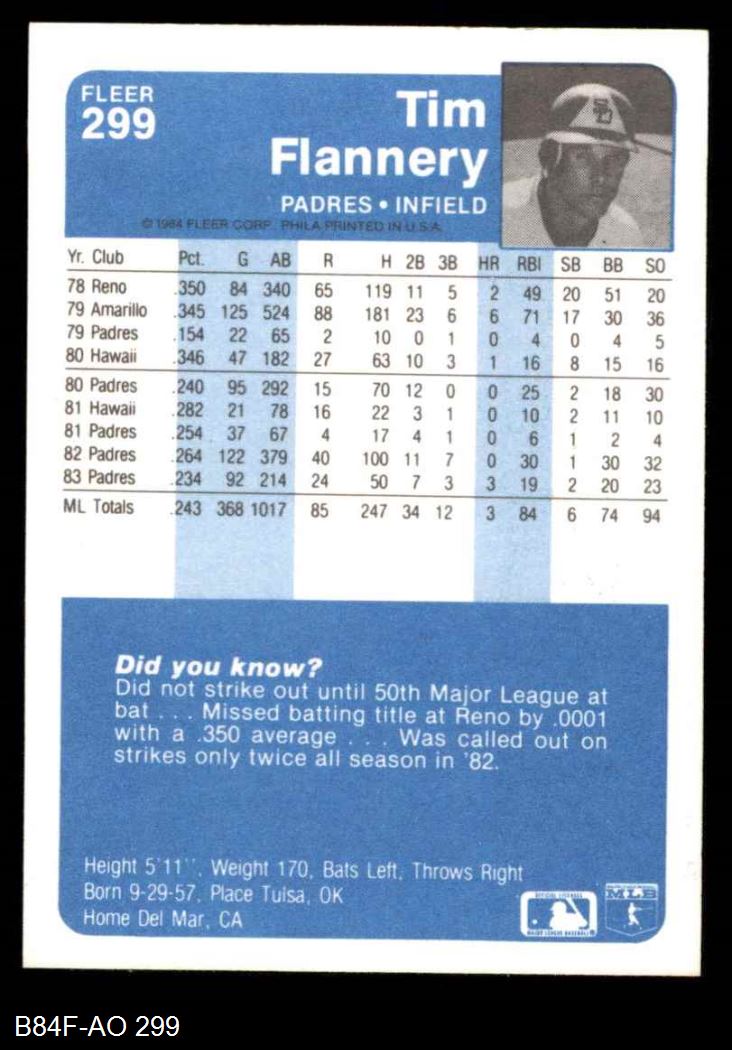 FLEER
299
Tim
Flannery
PADRES • INFIELD
© 1984 FLEER CORP. PHILA PRINTED IN U.S.A.
Yr. Club Pct. G AB R H 2B 3B HR RBI SB BB SO
78 Reno .350 84 340 65 119 11 5 2 49 20 51 20
79 Amarillo .345 125 524 88 181 23 6 6 71 17 30 36
79 Padres .154 22 65 2 10 0 1 0 4 0 4 5
80 Hawaii .346 47 182 27 63 10 3 1 16 8 15 16
80 Padres .240 95 292 15 70 12 0 0 25 2 18 30
81 Hawaii .282 21 78 16 22 3 1 0 10 2 11 10
81 Padres .254 37 67 4 17 4 1 0 6 1 2 4
82 Padres .264 122 379 40 100 11 7 0 30 1 30 32
83 Padres .234 92 214 24 50 7 3 3 19 2 20 23
ML Totals .243 368 1017 85 247 34 12 3 84 6 74 94
Did you know?
Did not strike out until 50th Major League at
bat . . . Missed batting title at Reno by .0001
with a .350 average . . . Was called out on
strikes only twice all season in '82.
Height 5'11'', Weight 170, Bats Left, Throws Right
Born 9-29-57, Place Tulsa, OK
Home Del Mar, CA
MAJOR LEAGUE BASEBALL
B84F-AO 299